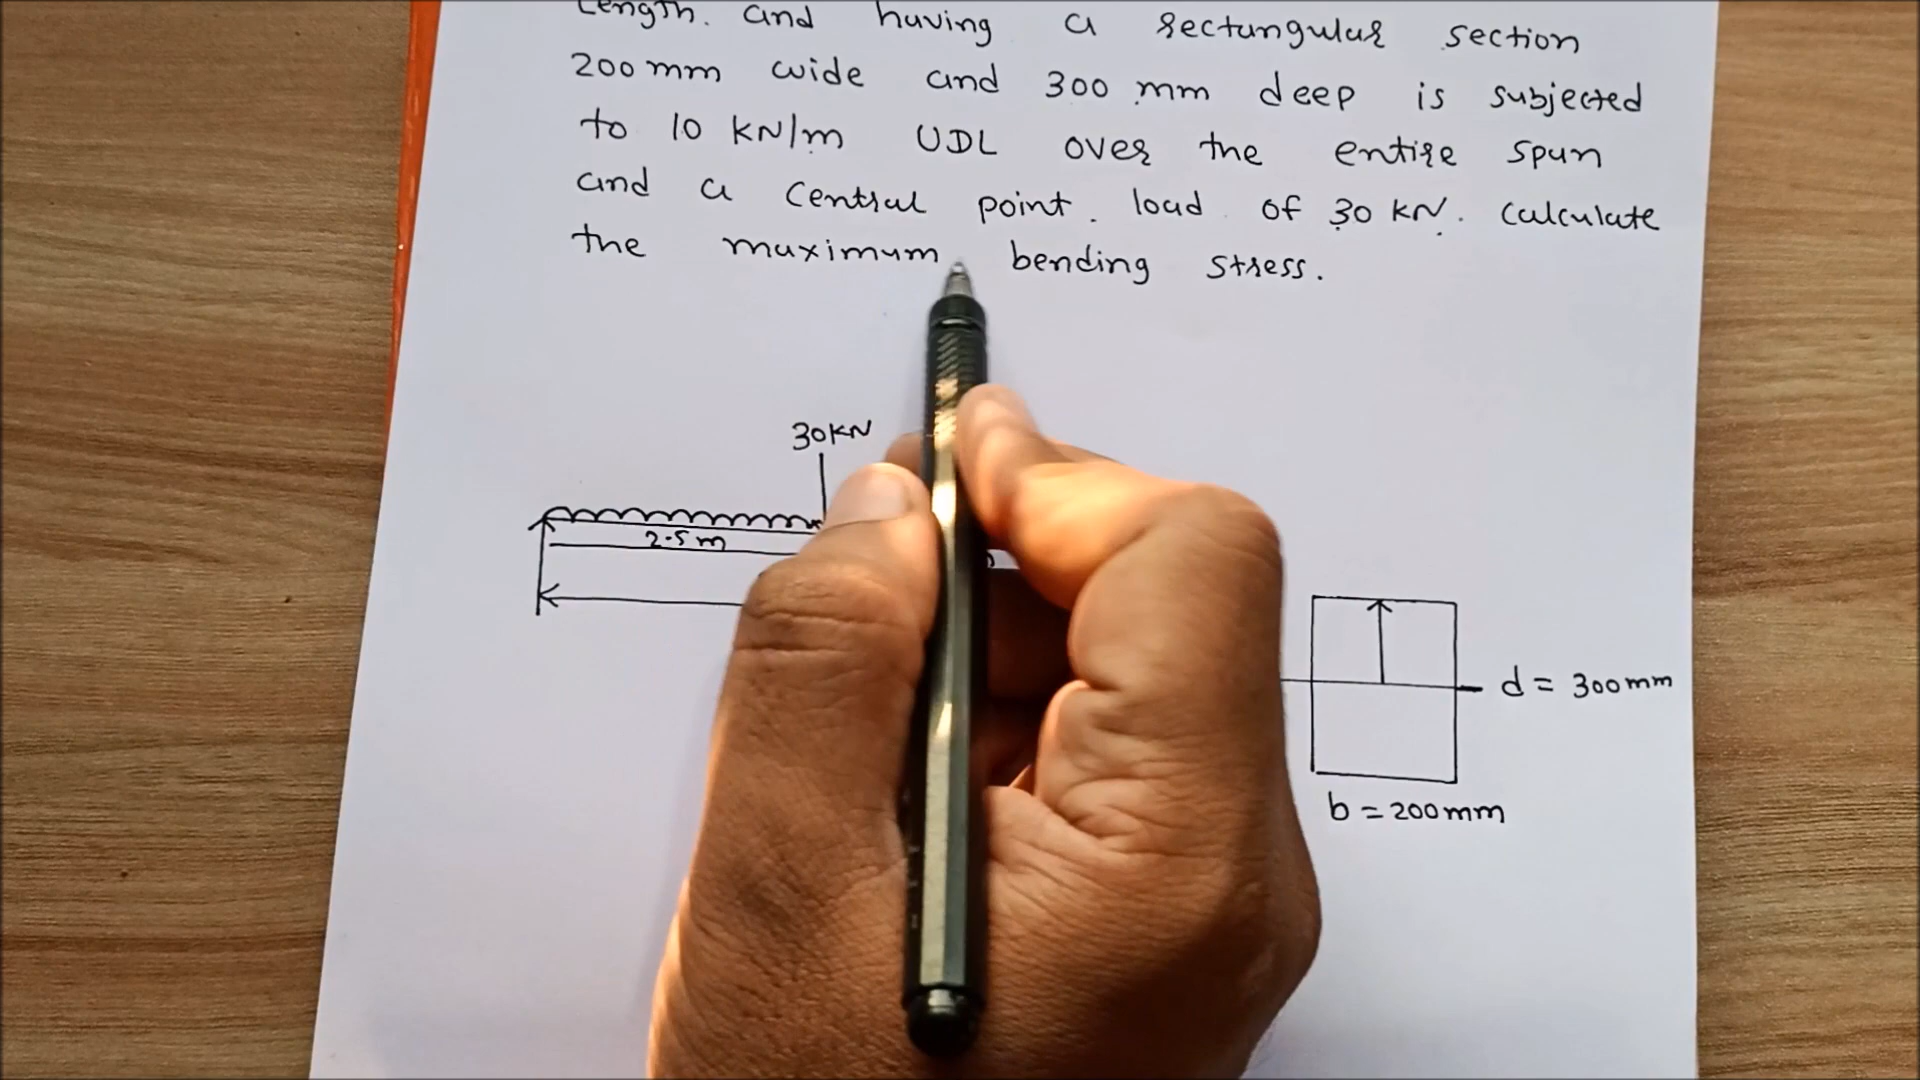 Length. and having a rectangular section
200 mm wide and 300 mm deep is subjected
to 10 kN/m UDL over the entire span
and a central point load of 30 kN. calculate
the maximum bending stress.
30KN
2.5 m
d = 300mm
b = 200mm